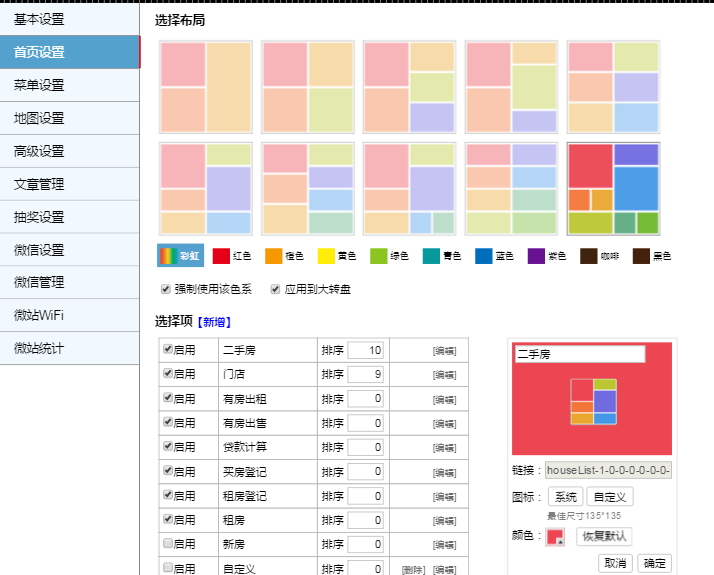 基本设置
首页设置
菜单设置
地图设置
高级设置
文章管理
抽奖设置
微信设置
微信管理
微站WiFi
微站统计
选择布局
彩虹 红色 橙色 黄色 绿色 青色 蓝色 紫色 咖啡 黑色
强制使用该色系 应用到大转盘
选择项【新增】
启用 二手房 排序 10 [编辑]
启用 门店 排序 9 [编辑]
启用 有房出租 排序 0 [编辑]
启用 有房出售 排序 0 [编辑]
启用 贷款计算 排序 0 [编辑]
启用 买房登记 排序 0 [编辑]
启用 租房登记 排序 0 [编辑]
启用 租房 排序 0 [编辑]
启用 新房 排序 0 [编辑]
启用 自定义 排序 0 [删除] [编辑]
二手房
链接：houseList-1-0-0-0-0-0-
图标： 系统 自定义
最佳尺寸135*135
颜色： 恢复默认
取消 确定